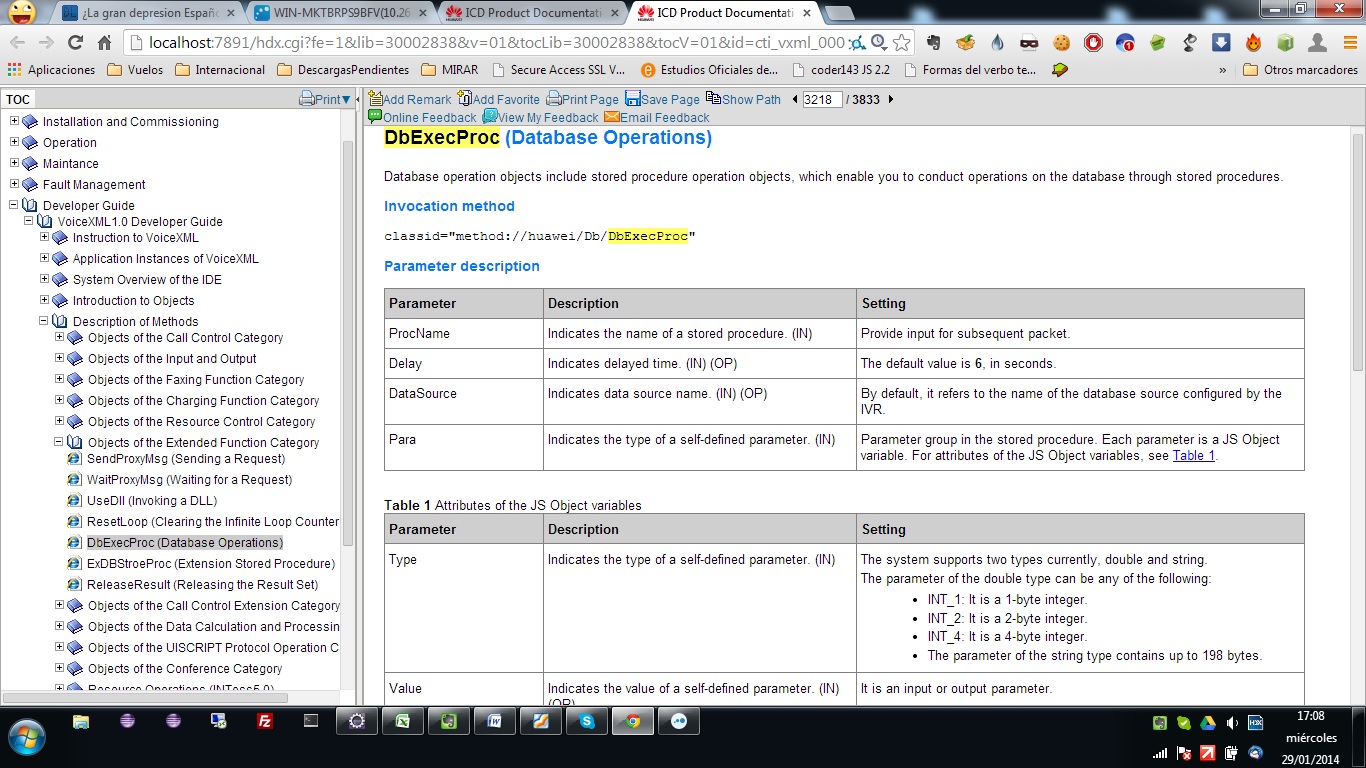 ¿La gran depresion Españo
WIN-MKTBRPS9BFV(10.26
ICD Product Documentati
ICD Product Documentati
localhost:7891/hdx.cgi?fe=1&lib=30002838&v=01&docLib=30002838&tocV=01&id=cti_vxml_000
Aplicaciones
Vuelos
Internacional
DescargasPendientes
MIRAR
Secure Access SSL V...
Estudios Oficiales de...
coder143 JS 2.2
Formas del verbo te...
»
Otros marcadores
TOC
Print
Add Remark
Add Favorite
Print Page
Save Page
Show Path
3218 / 3833
Online Feedback
View My Feedback
Email Feedback
Installation and Commissioning
Operation
Maintance
Fault Management
Developer Guide
VoiceXML1.0 Developer Guide
Instruction to VoiceXML
Application Instances of VoiceXML
System Overview of the IDE
Introduction to Objects
Description of Methods
Objects of the Call Control Category
Objects of the Input and Output
Objects of the Faxing Function Category
Objects of the Charging Function Category
Objects of the Resource Control Category
Objects of the Extended Function Category
SendProxyMsg (Sending a Request)
WaitProxyMsg (Waiting for a Request)
UseDll (Invoking a DLL)
ResetLoop (Clearing the Infinite Loop Counter
DbExecProc (Database Operations)
ExDBStroeProc (Extension Stored Procedure)
ReleaseResult (Releasing the Result Set)
Objects of the Call Control Extension Category
Objects of the Data Calculation and Processin
Objects of the UISCRIPT Protocol Operation C
Objects of the Conference Category
Resource Operations (INToss5.0)
DbExecProc (Database Operations)
Database operation objects include stored procedure operation objects, which enable you to conduct operations on the database through stored procedures.
Invocation method
classid="method://huawei/Db/DbExecProc"
Parameter description
Parameter Description Setting
ProcName Indicates the name of a stored procedure. (IN) Provide input for subsequent packet.
Delay Indicates delayed time. (IN) (OP) The default value is 6, in seconds.
DataSource Indicates data source name. (IN) (OP) By default, it refers to the name of the database source configured by the
IVR.
Para Indicates the type of a self-defined parameter. (IN) Parameter group in the stored procedure. Each parameter is a JS Object
variable. For attributes of the JS Object variables, see Table 1.
Table 1 Attributes of the JS Object variables
Parameter Description Setting
Type Indicates the type of a self-defined parameter. (IN) The system supports two types currently, double and string.
The parameter of the double type can be any of the following:
• INT_1: It is a 1-byte integer.
• INT_2: It is a 2-byte integer.
• INT_4: It is a 4-byte integer.
• The parameter of the string type contains up to 198 bytes.
Value Indicates the value of a self-defined parameter. (IN) It is an input or output parameter.
(OP)
17:08
miércoles
29/01/2014